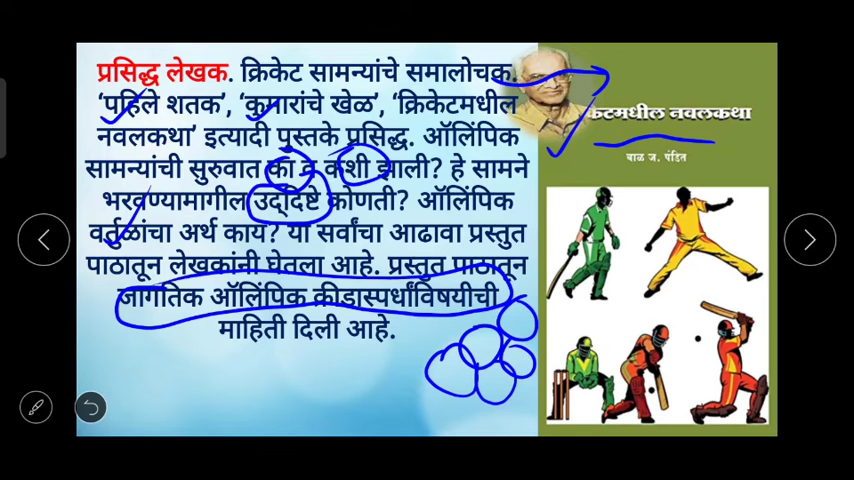 प्रसिद्ध लेखक. क्रिकेट सामन्यांचे समालोचक.
‘पहिले शतक’, ‘कुमारांचे खेळ’, ‘क्रिकेटमधील
नवलकथा’ इत्यादी पुस्तके प्रसिद्ध. ऑलिंपिक
सामन्यांची सुरुवात का व कशी झाली? हे सामने
भरवण्यामागील उद्‌दिष्टे कोणती? ऑलिंपिक
वर्तुळांचा अर्थ काय? या सर्वांचा आढावा प्रस्तुत
पाठातून लेखकांनी घेतला आहे. प्रस्तुत पाठातून
जागतिक ऑलिंपिक क्रीडास्पर्धांविषयीची
माहिती दिली आहे.
केटमधील नवलकथा
बाळ ज. पंडित